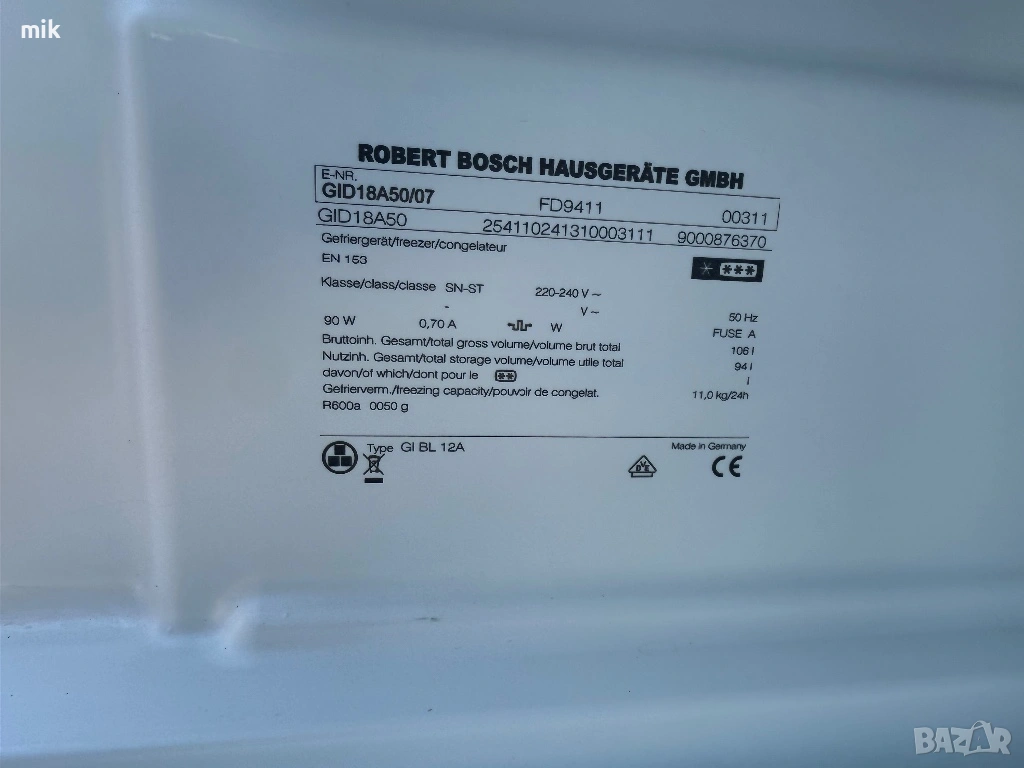 mik
ROBERT BOSCH HAUSGERÄTE GMBH
E-NR.
GID18A50/07 FD9411 00311
GID18A50 254110241310003111 9000876370
Gefriergerät/freezer/congelateur
EN 153
Klasse/class/classe SN-ST 220-240 V ~
- V ~ 50 Hz
90 W 0,70 A W FUSE A
Bruttoinh. Gesamt/total gross volume/volume brut total 106 l
Nutzinh. Gesamt/total storage volume/volume utile total 94 l
davon/of which/dont pour le l
Gefrierverm./freezing capacity/pouvoir de congelat. 11,0 kg/24h
R600a 0050 g
Type GI BL 12A Made in Germany
DVE CE
BAZAR